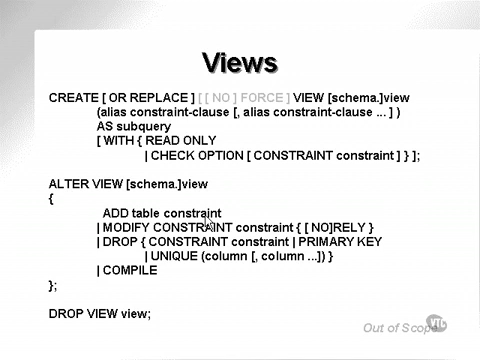 Views
CREATE [ OR REPLACE ] [ [ NO ] FORCE ] VIEW [schema.]view
(alias constraint-clause [, alias constraint-clause ... ] )
AS subquery
[ WITH { READ ONLY
| CHECK OPTION [ CONSTRAINT constraint ] } ];
ALTER VIEW [schema.]view
{
ADD table constraint
| MODIFY CONSTRAINT constraint { [ NO]RELY }
| DROP { CONSTRAINT constraint | PRIMARY KEY
| UNIQUE (column [, column ...]) }
| COMPILE
};
DROP VIEW view;
Out of Scope
VTC